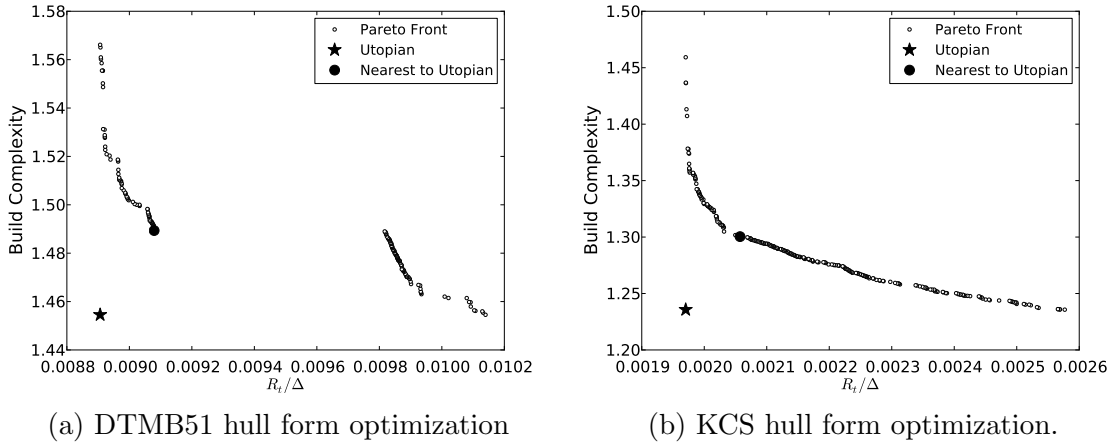 1.58
1.56
1.54
1.52
1.50
1.48
1.46
1.44
Build Complexity
Pareto Front
Utopian
Nearest to Utopian
0.0088 0.0090 0.0092 0.0094 0.0096 0.0098 0.0100 0.0102
R_t/Δ
(a) DTMB51 hull form optimization
1.50
1.45
1.40
1.35
1.30
1.25
1.20
Build Complexity
Pareto Front
Utopian
Nearest to Utopian
0.0019 0.0020 0.0021 0.0022 0.0023 0.0024 0.0025 0.0026
R_t/Δ
(b) KCS hull form optimization.